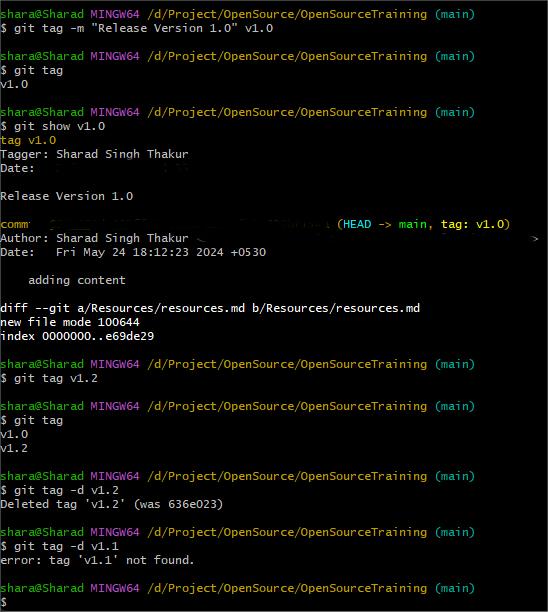 shara@Sharad MINGW64 /d/Project/OpenSource/OpenSourceTraining (main)
$ git tag -m "Release Version 1.0" v1.0
shara@Sharad MINGW64 /d/Project/OpenSource/OpenSourceTraining (main)
$ git tag
v1.0
shara@Sharad MINGW64 /d/Project/OpenSource/OpenSourceTraining (main)
$ git show v1.0
tag v1.0
Tagger: Sharad Singh Thakur
Date:
Release Version 1.0
(HEAD -> main, tag: v1.0)
Author: Sharad Singh Thakur >
Date:   Fri May 24 18:12:23 2024 +0530
    adding content
diff --git a/Resources/resources.md b/Resources/resources.md
new file mode 100644
index 0000000..e69de29
shara@Sharad MINGW64 /d/Project/OpenSource/OpenSourceTraining (main)
$ git tag v1.2
shara@Sharad MINGW64 /d/Project/OpenSource/OpenSourceTraining (main)
$ git tag
v1.0
v1.2
shara@Sharad MINGW64 /d/Project/OpenSource/OpenSourceTraining (main)
$ git tag -d v1.2
Deleted tag 'v1.2' (was 636e023)
shara@Sharad MINGW64 /d/Project/OpenSource/OpenSourceTraining (main)
$ git tag -d v1.1
error: tag 'v1.1' not found.
shara@Sharad MINGW64 /d/Project/OpenSource/OpenSourceTraining (main)
$